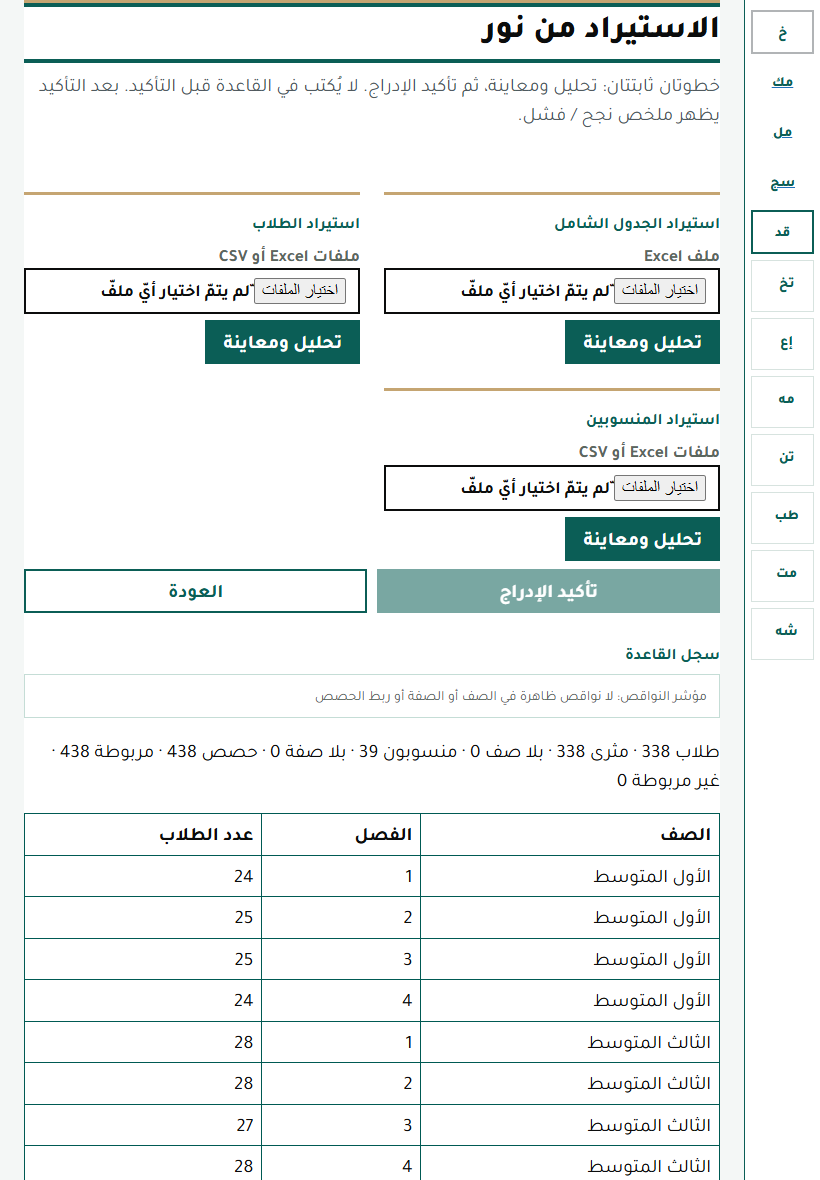 الاستيراد من نور
خطوتان ثابتتان: تحليل ومعاينة، ثم تأكيد الإدراج. لا يُكتب في القاعدة قبل التأكيد. بعد التأكيد
يظهر ملخص نجح / فشل.
استيراد الجدول الشامل
ملف Excel
اختيار الملفات لم يتمّ اختيار أيّ ملفّ
تحليل ومعاينة
استيراد الطلاب
ملفات Excel أو CSV
اختيار الملفات لم يتمّ اختيار أيّ ملفّ
تحليل ومعاينة
استيراد المنسوبين
ملفات Excel أو CSV
اختيار الملفات لم يتمّ اختيار أيّ ملفّ
تحليل ومعاينة
تأكيد الإدراج العودة
سجل القاعدة
مؤشر النواقص: لا نواقص ظاهرة في الصف أو الصفة أو ربط الحصص
طلاب 338 · مثرى 338 · بلا صف 0 · منسوبون 39 · بلا صفة 0 · حصص 438 · مربوطة 438 ·
غير مربوطة 0
الصف الفصل عدد الطلاب
الأول المتوسط 1 24
الأول المتوسط 2 25
الأول المتوسط 3 25
الأول المتوسط 4 24
الثالث المتوسط 1 28
الثالث المتوسط 2 28
الثالث المتوسط 3 27
الثالث المتوسط 4 28
خ
مك
مل
سج
قد
تخ
إع
مه
تن
طب
مت
شه